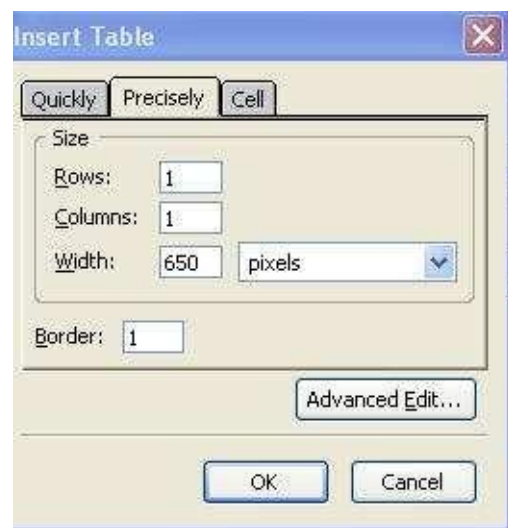 Insert Table
Quickly Precisely Cell
Size
Rows: 1
Columns: 1
Width: 650 pixels
Border: 1
Advanced Edit...
OK Cancel